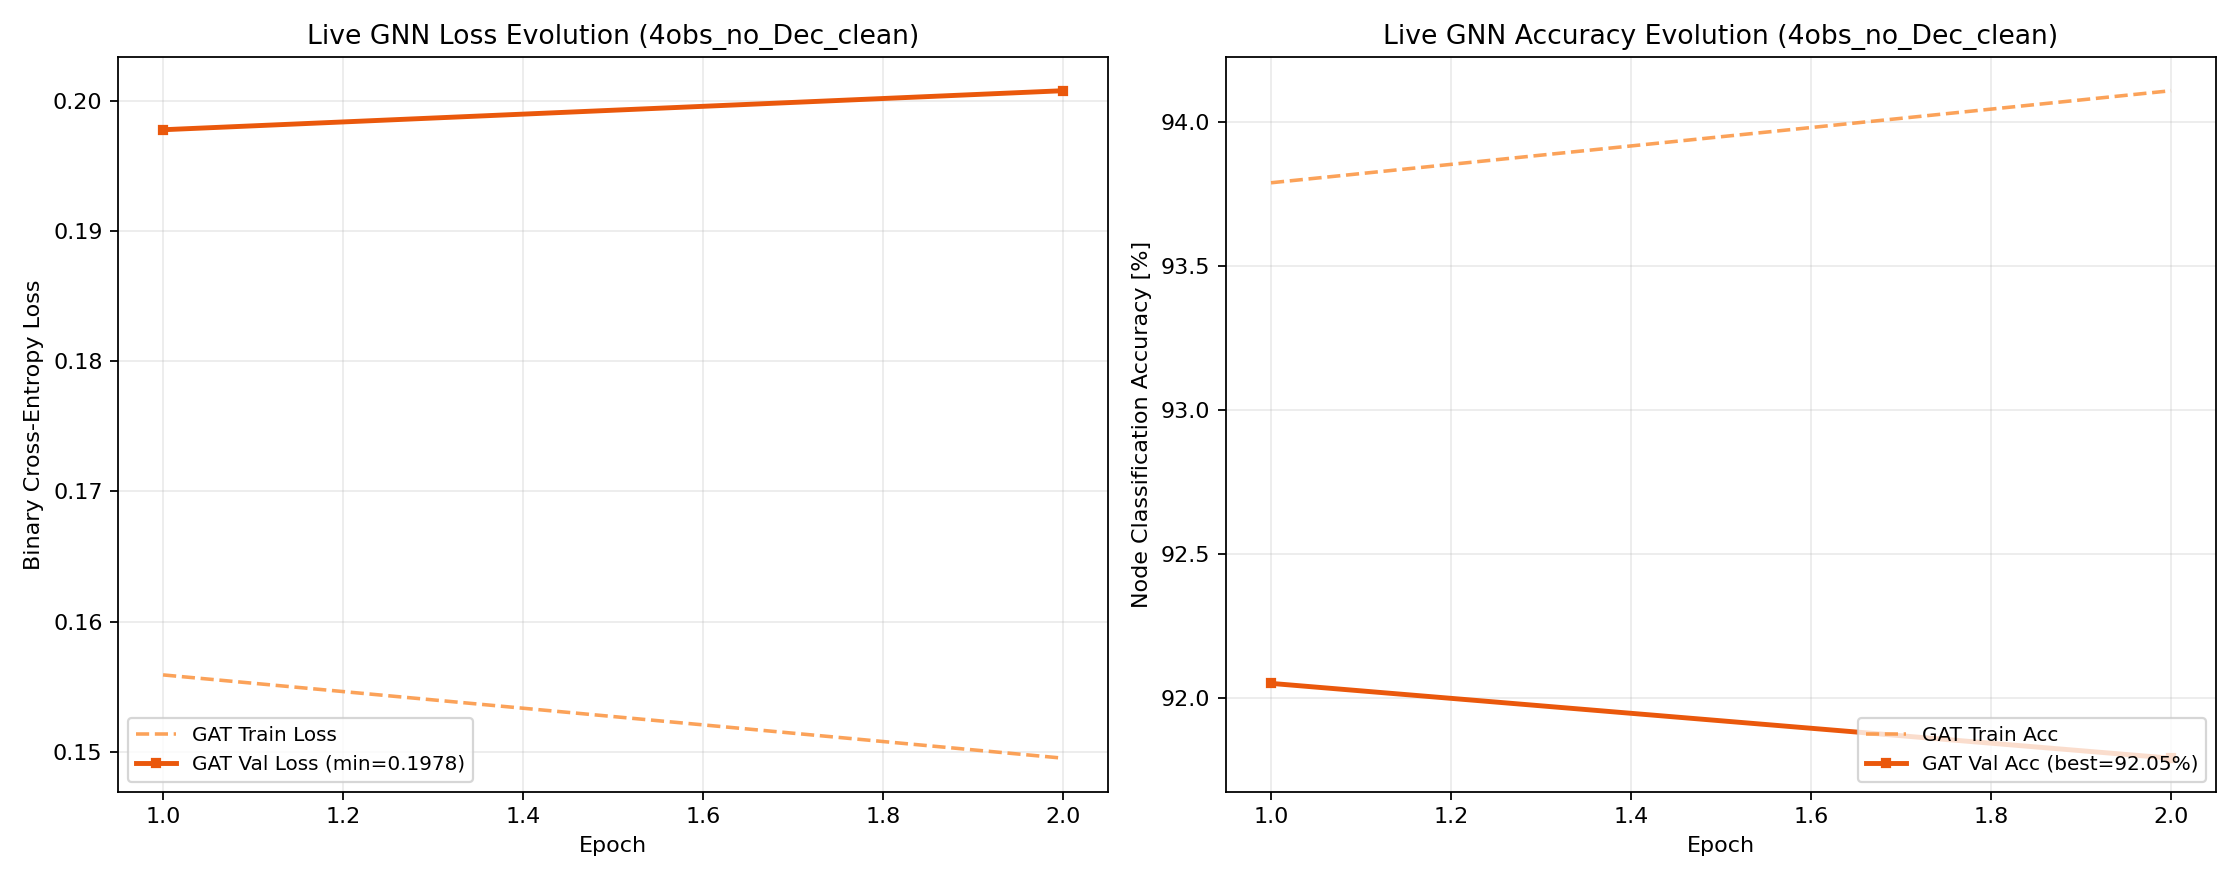 Live GNN Loss Evolution (4obs_no_Dec_clean)
Binary Cross-Entropy Loss
0.20
0.19
0.18
0.17
0.16
0.15
GAT Train Loss
GAT Val Loss (min=0.1978)
1.0 1.2 1.4 1.6 1.8 2.0
Epoch
Live GNN Accuracy Evolution (4obs_no_Dec_clean)
Node Classification Accuracy [%]
94.0
93.5
93.0
92.5
92.0
GAT Train Acc
GAT Val Acc (best=92.05%)
1.0 1.2 1.4 1.6 1.8 2.0
Epoch